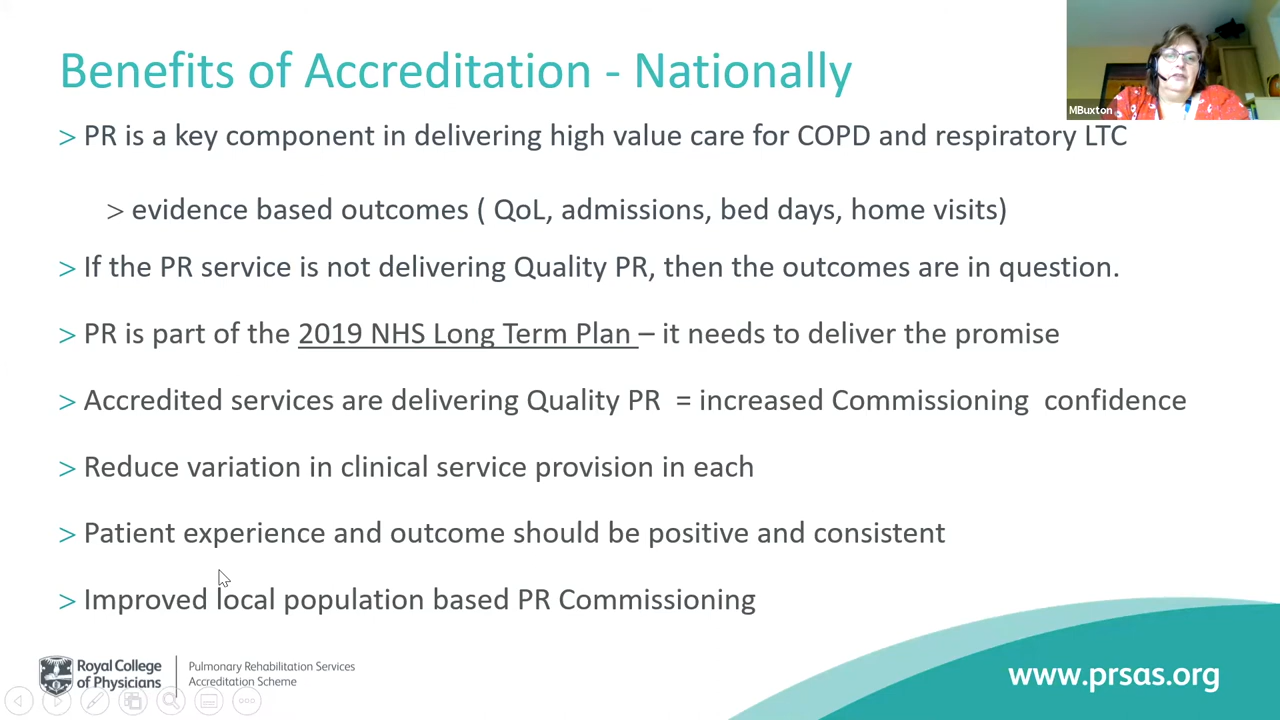 Benefits of Accreditation - Nationally
MBuxton
> PR is a key component in delivering high value care for COPD and respiratory LTC
> evidence based outcomes ( QoL, admissions, bed days, home visits)
> If the PR service is not delivering Quality PR, then the outcomes are in question.
> PR is part of the 2019 NHS Long Term Plan – it needs to deliver the promise
> Accredited services are delivering Quality PR = increased Commissioning confidence
> Reduce variation in clinical service provision in each
> Patient experience and outcome should be positive and consistent
> Improved local population based PR Commissioning
Royal College
of Physicians
Pulmonary Rehabilitation Services
Accreditation Scheme
www.prsas.org